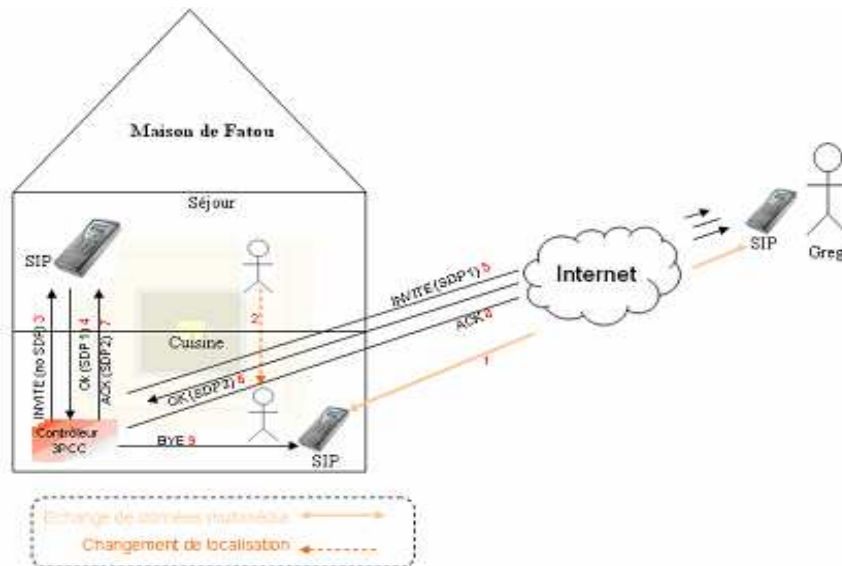 Maison de Fatou
Séjour
SIP
INVITE (no SDP) 3
Ok (SDP1) 4
ACK (SDP2) 7
2
Cuisine
INVITE (SDP1) 5
OK (SDP2) 6
ACK 8
1
Internet
SIP
Greg
Contrôleur
3PCC
BYE 9
SIP
Echange de données multimédia
Changement de localisation